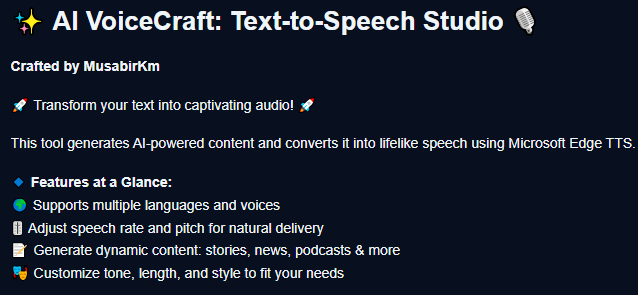 ✨ AI VoiceCraft: Text-to-Speech Studio 🎙️
Crafted by MusabirKm
🚀 Transform your text into captivating audio! 🚀
This tool generates AI-powered content and converts it into lifelike speech using Microsoft Edge TTS.
🔹 Features at a Glance:
🌍 Supports multiple languages and voices
🎚️ Adjust speech rate and pitch for natural delivery
📝 Generate dynamic content: stories, news, podcasts & more
🎭 Customize tone, length, and style to fit your needs